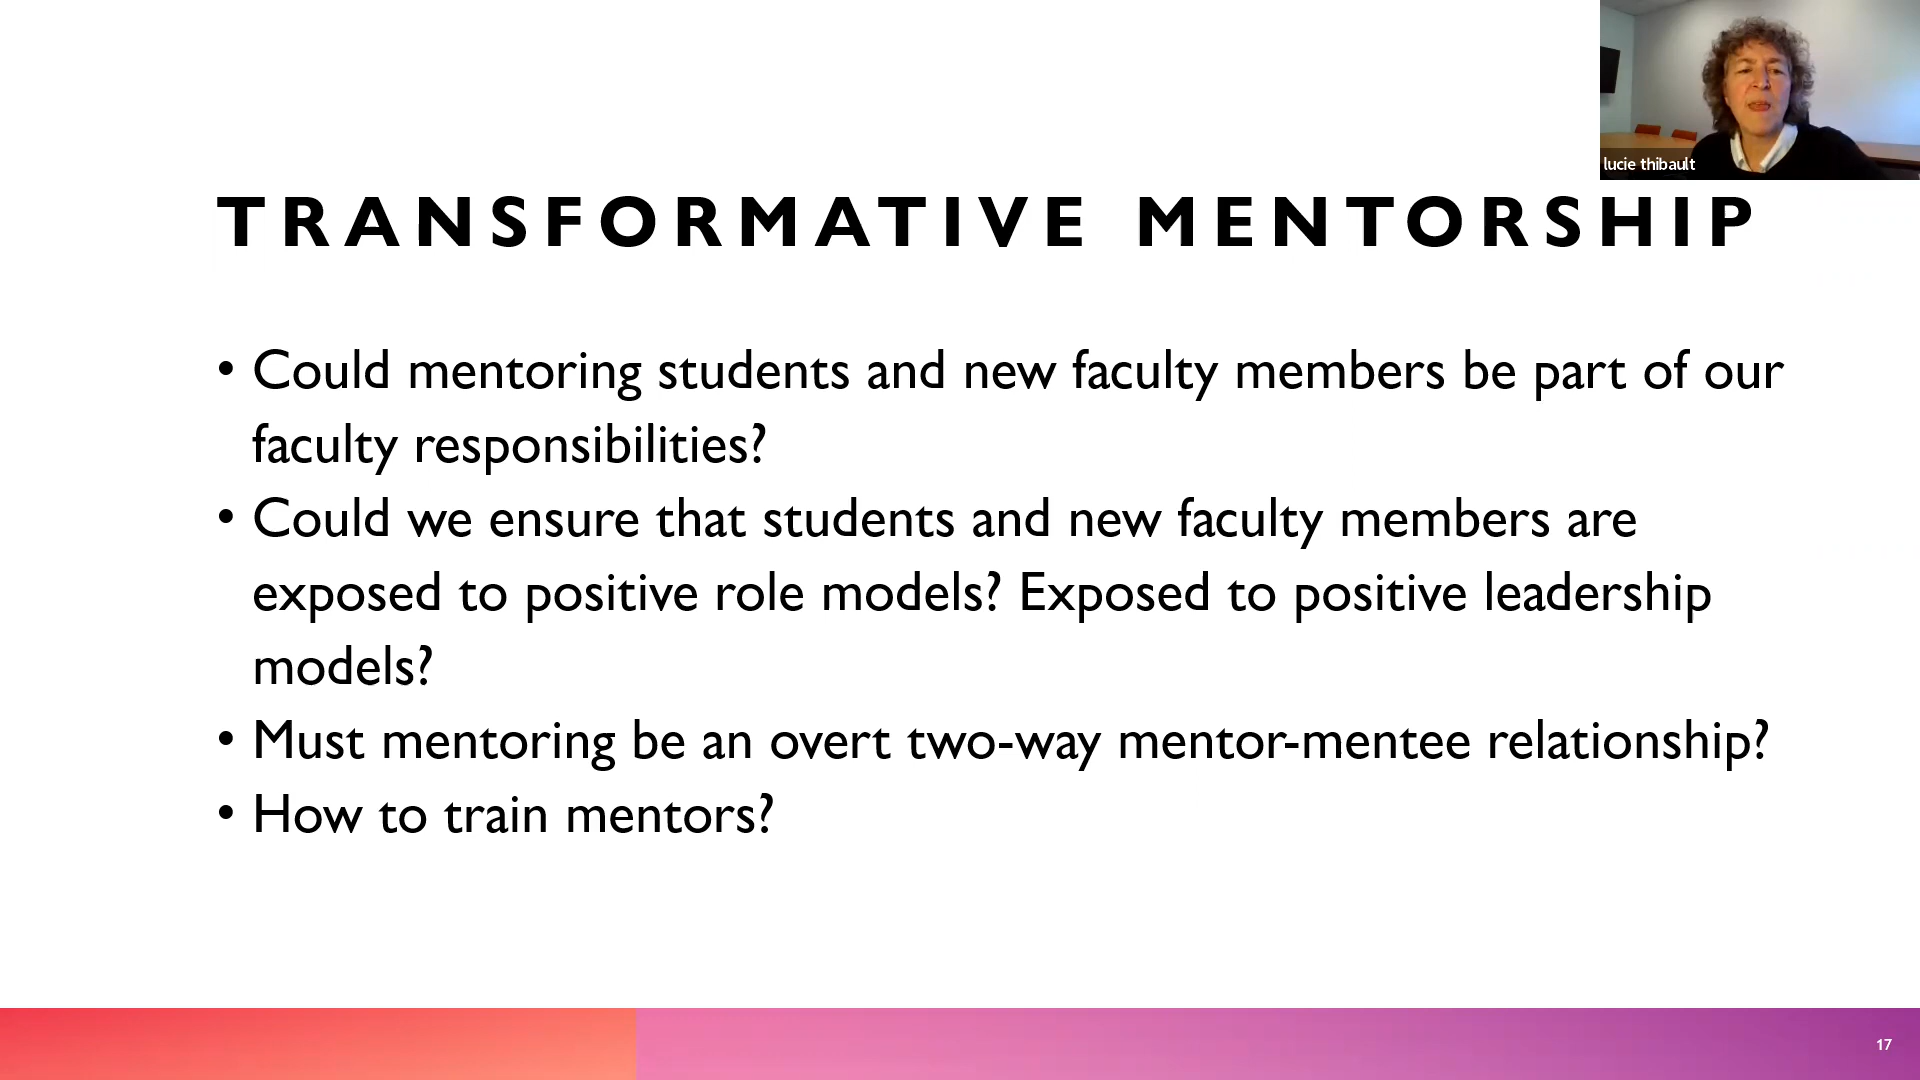 lucie thibault
TRANSFORMATIVE MENTORSHIP
• Could mentoring students and new faculty members be part of our
faculty responsibilities?
• Could we ensure that students and new faculty members are
exposed to positive role models? Exposed to positive leadership
models?
• Must mentoring be an overt two-way mentor-mentee relationship?
• How to train mentors?
17